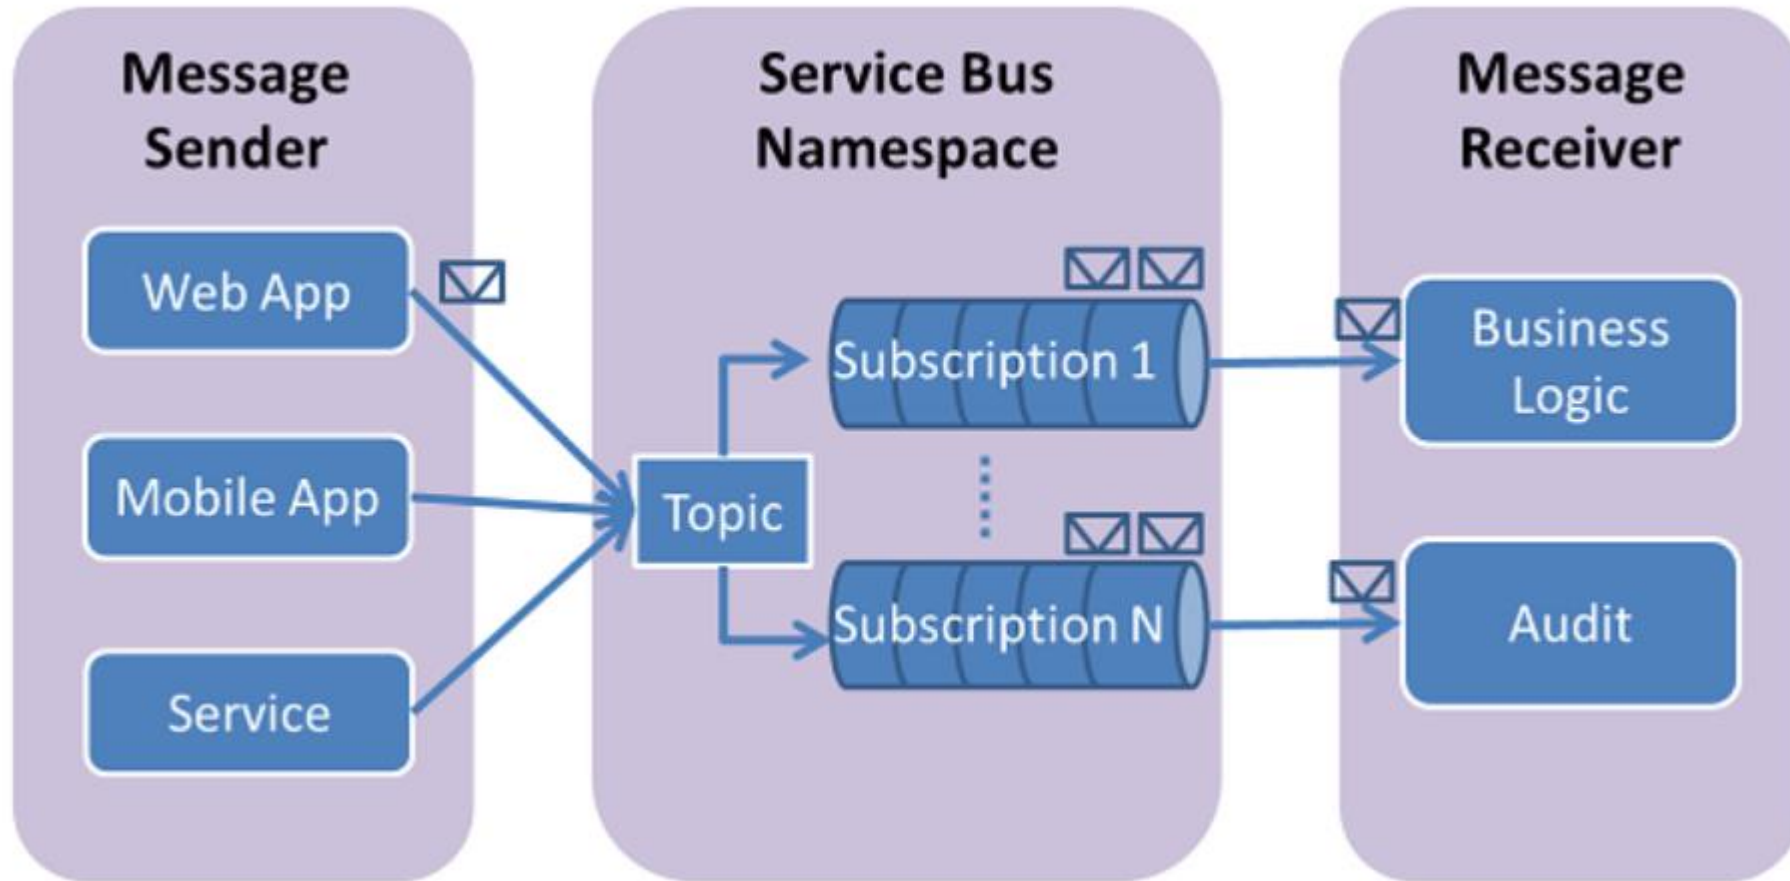 Message
Sender
Web App
Mobile App
Service
Service Bus
Namespace
Topic
Subscription 1
Subscription N
Message
Receiver
Business
Logic
Audit